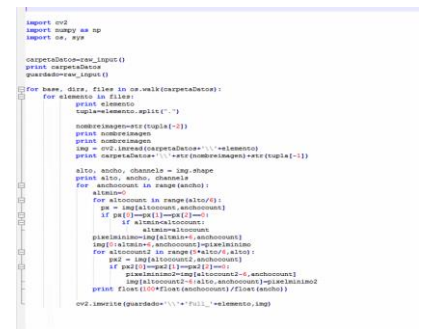 import cv2
import numpy as np
import os, sys
carpetaDatos=raw_input()
print carpetaDatos
guardado=raw_input()
for base, dirs, files in os.walk(carpetaDatos):
for elemento in files:
print elemento
tupla=elemento.split(".")
nombreimagen=str(tupla[-2])
print nombreimagen
print nombreimagen
img = cv2.imread(carpetaDatos+'\\'+elemento)
print carpetaDatos+'\\'+str(nombreimagen)+str(tupla[-1])
alto, ancho, channels = img.shape
print alto, ancho, channels
for anchocount in range(ancho):
altmin=0
for altocount in range(alto/6):
px = img[altocount,anchocount]
if px[0]==px[1]==px[2]==0:
if altmin<altocount:
altmin=altocount
pixelminimo=img[altmin+6,anchocount]
img[0:altmin+6,anchocount]=pixelminimo
for altocount2 in range(5*alto/6,alto):
px2 = img[altocount2,anchocount]
if px2[0]==px2[1]==px2[2]==0:
pixelminimo2=img[altocount2-6,anchocount]
img[altocount2-6:alto,anchocount]=pixelminimo2
print float(100*float(anchocount)/float(ancho))
cv2.imwrite(guardado+'\\'+'Full_'+elemento,img)